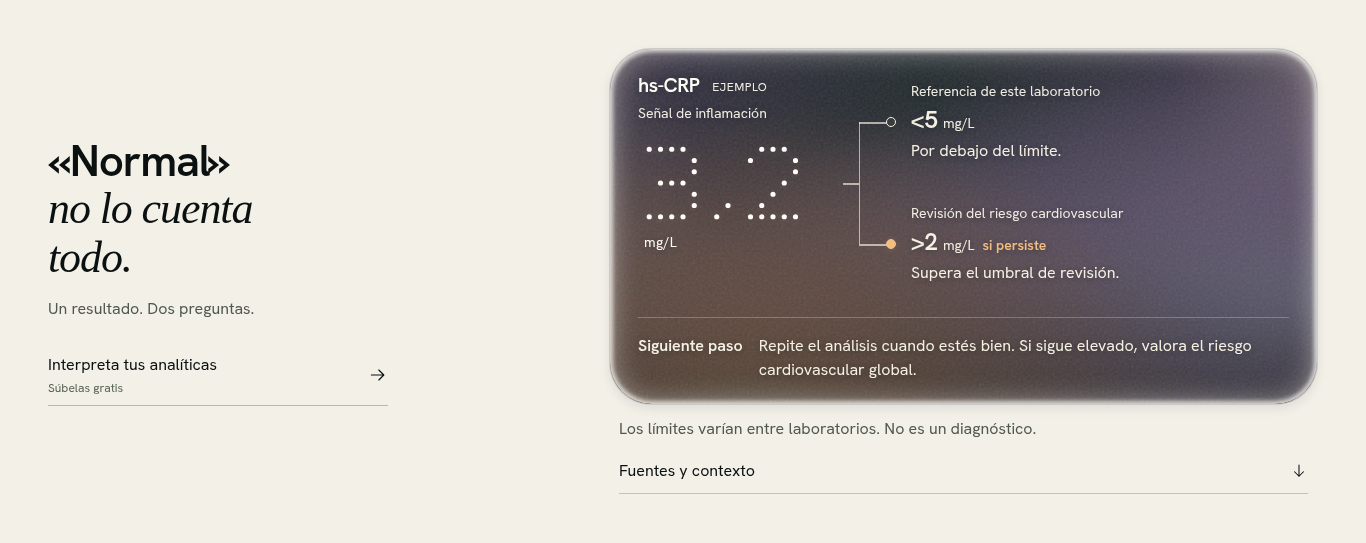 «Normal»
no lo cuenta
todo.
Un resultado. Dos preguntas.
Interpreta tus analíticas
Súbelas gratis
hs-CRP EJEMPLO
Señal de inflamación
3.2
mg/L
Referencia de este laboratorio
<5 mg/L
Por debajo del límite.
Revisión del riesgo cardiovascular
>2 mg/L si persiste
Supera el umbral de revisión.
Siguiente paso Repite el análisis cuando estés bien. Si sigue elevado, valora el riesgo
cardiovascular global.
Los límites varían entre laboratorios. No es un diagnóstico.
Fuentes y contexto